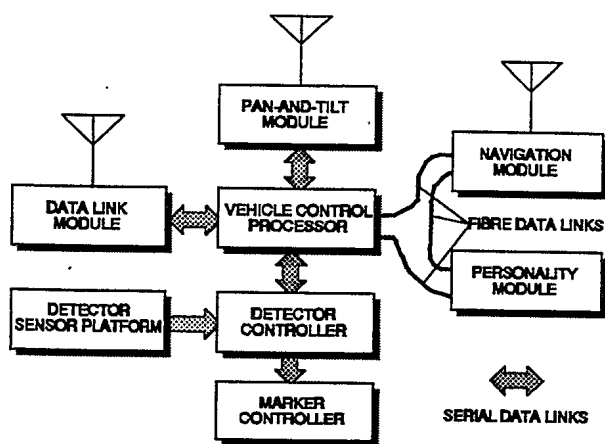 PAN-AND-TILT
MODULE
NAVIGATION
MODULE
DATA LINK
MODULE
VEHICLE CONTROL
PROCESSOR
FIBRE DATA LINKS
PERSONALITY
MODULE
DETECTOR
SENSOR PLATFORM
DETECTOR
CONTROLLER
MARKER
CONTROLLER
SERIAL DATA LINKS